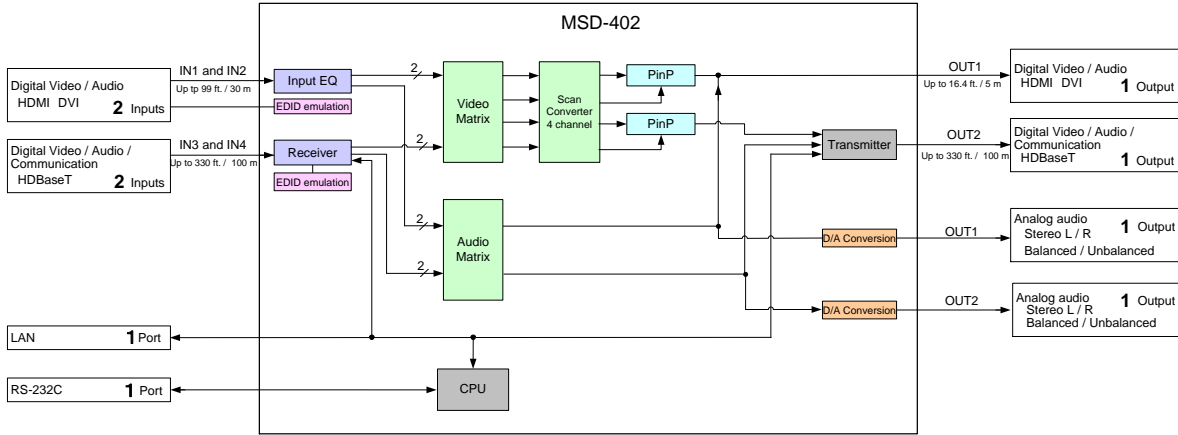 MSD-402
Digital Video / Audio
HDMI DVI 2 Inputs
IN1 and IN2
Up tp 99 ft. / 30 m
Digital Video / Audio /
Communication
HDBaseT 2 Inputs
IN3 and IN4
Up to 330 ft. / 100 m
LAN 1 Port
RS-232C 1 Port
Input EQ
EDID emulation
Receiver
EDID emulation
2
2
2
2
Video
Matrix
Audio
Matrix
Scan
Converter
4 channel
PinP
PinP
CPU
Transmitter
D/A Conversion
D/A Conversion
OUT1
Up to 16.4 ft. / 5 m
OUT2
Up to 330 ft. / 100 m
OUT1
OUT2
Digital Video / Audio
HDMI DVI 1 Output
Digital Video / Audio /
Communication
HDBaseT 1 Output
Analog audio 1 Output
Stereo L / R
Balanced / Unbalanced
Analog audio 1 Output
Stereo L / R
Balanced / Unbalanced